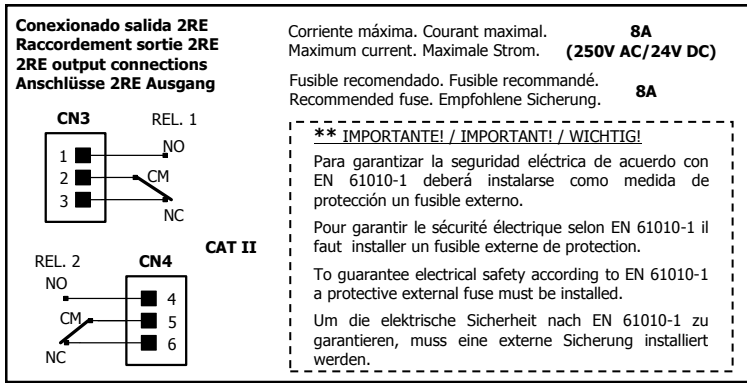 Conexionado salida 2RE
Raccordement sortie 2RE
2RE output connections
Anschlüsse 2RE Ausgang
CN3 REL. 1
1 NO
2 CM
3
NC
CAT II
REL. 2 CN4
NO
4
CM 5
6
NC
Corriente máxima. Courant maximal. 8A
Maximum current. Maximale Strom. (250V AC/24V DC)
Fusible recomendado. Fusible recommandé.
Recommended fuse. Empfohlene Sicherung. 8A
** IMPORTANTE! / IMPORTANT! / WICHTIG!
Para garantizar la seguridad eléctrica de acuerdo con
EN 61010-1 deberá instalarse como medida de
protección un fusible externo.
Pour garantir le sécurité électrique selon EN 61010-1 il
faut installer un fusible externe de protection.
To guarantee electrical safety according to EN 61010-1
a protective external fuse must be installed.
Um die elektrische Sicherheit nach EN 61010-1 zu
garantieren, muss eine externe Sicherung installiert
werden.